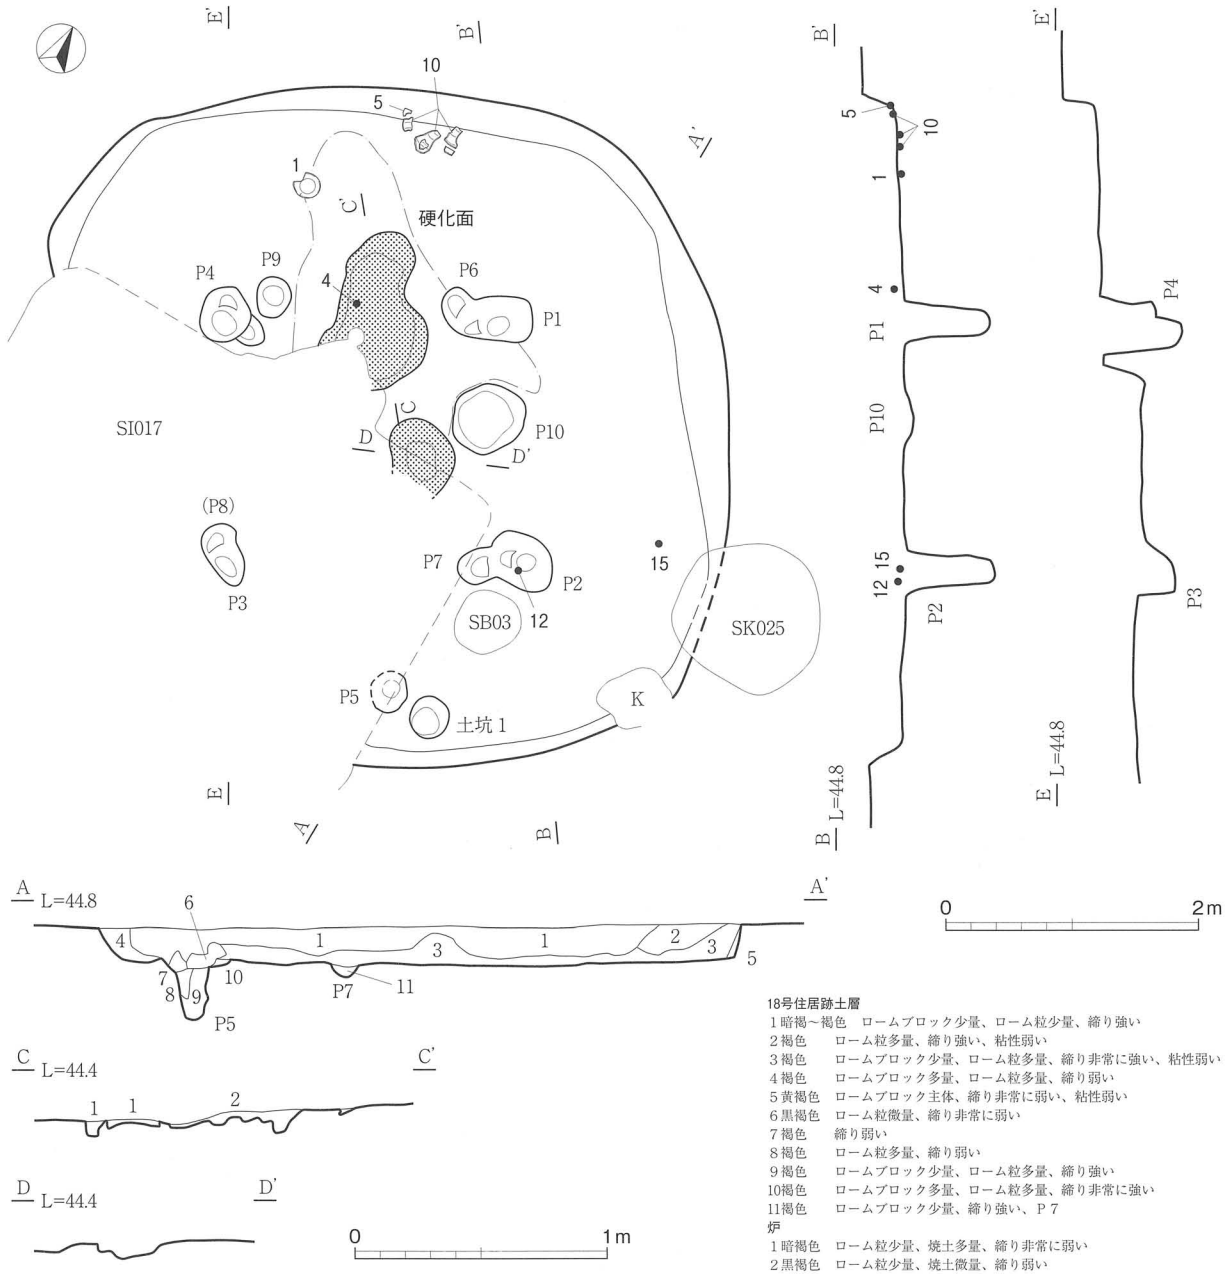 E'
B'
10
5
A'
1
C'
硬化面
P9
P4
4
P6
P1
C
SI017
D
P10
D'
(P8)
P7
15
P3
P2
SB03
12
SK025
P5
K
土坑1
E
A
B
B'
5
10
1
4
P1
P10
15
12
P2
B L=44.8
E'
P4
P3
E L=44.8
A L=44.8
A'
6
4
1
3
1
2
3
5
7
8
9
10
P5
P7
11
C L=44.4
C'
1
1
2
D L=44.4
D'
0 2m
0 1m
18号住居跡土層
1暗褐～褐色 ロームブロック少量、ローム粒少量、締り強い
2褐色 ローム粒多量、締り強い、粘性弱い
3褐色 ロームブロック少量、ローム粒多量、締り非常に強い、粘性弱い
4褐色 ロームブロック多量、ローム粒多量、締り弱い
5黄褐色 ロームブロック主体、締り非常に弱い、粘性弱い
6黒褐色 ローム粒微量、締り非常に弱い
7褐色 締り弱い
8褐色 ローム粒多量、締り弱い
9褐色 ロームブロック少量、ローム粒多量、締り強い
10褐色 ロームブロック多量、ローム粒多量、締り非常に強い
11褐色 ロームブロック少量、締り強い、P7
炉
1暗褐色 ローム粒少量、焼土多量、締り非常に弱い
2黒褐色 ローム粒少量、焼土微量、締り弱い